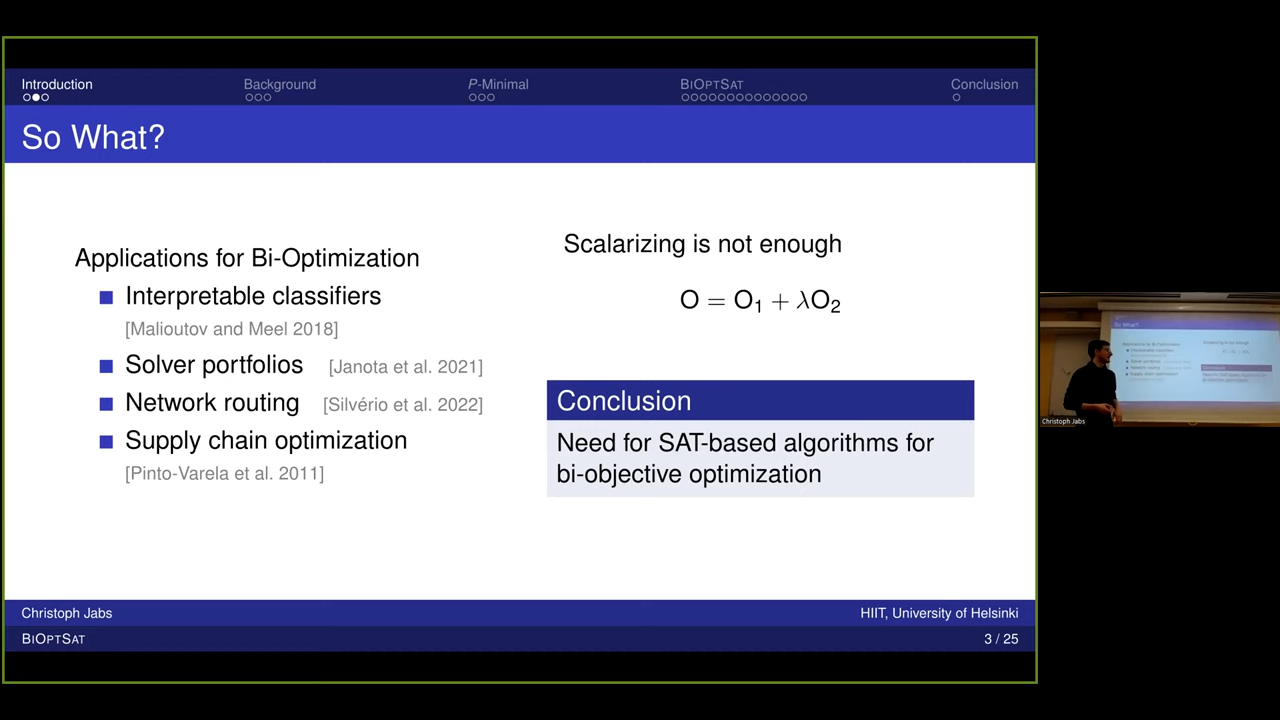 Introduction
Background
P-Minimal
BIOPTSAT
Conclusion
So What?
Applications for Bi-Optimization
Interpretable classifiers
[Malioutov and Meel 2018]
Solver portfolios [Janota et al. 2021]
Network routing [Silvério et al. 2022]
Supply chain optimization
[Pinto-Varela et al. 2011]
Scalarizing is not enough
O = O₁ + λO₂
Conclusion
Need for SAT-based algorithms for
bi-objective optimization
Christoph Jabs
HIIT, University of Helsinki
BIOPTSAT
3 / 25
So What?
Christoph Jabs